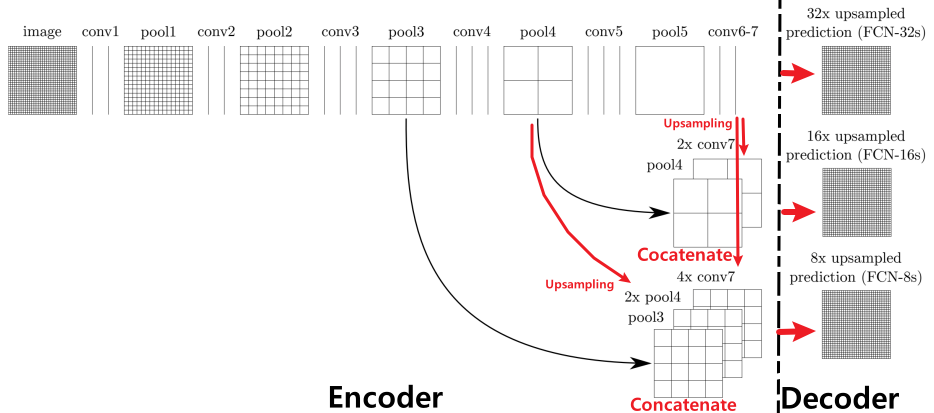 image conv1 pool1 conv2 pool2 conv3 pool3 conv4 pool4 conv5 pool5 conv6-7
32x upsampled
prediction (FCN-32s)
Upsampling
2x conv7
pool4
Cocatenate
16x upsampled
prediction (FCN-16s)
Upsampling
4x conv7
2x pool4
pool3
Concatenate
8x upsampled
prediction (FCN-8s)
Encoder
Decoder